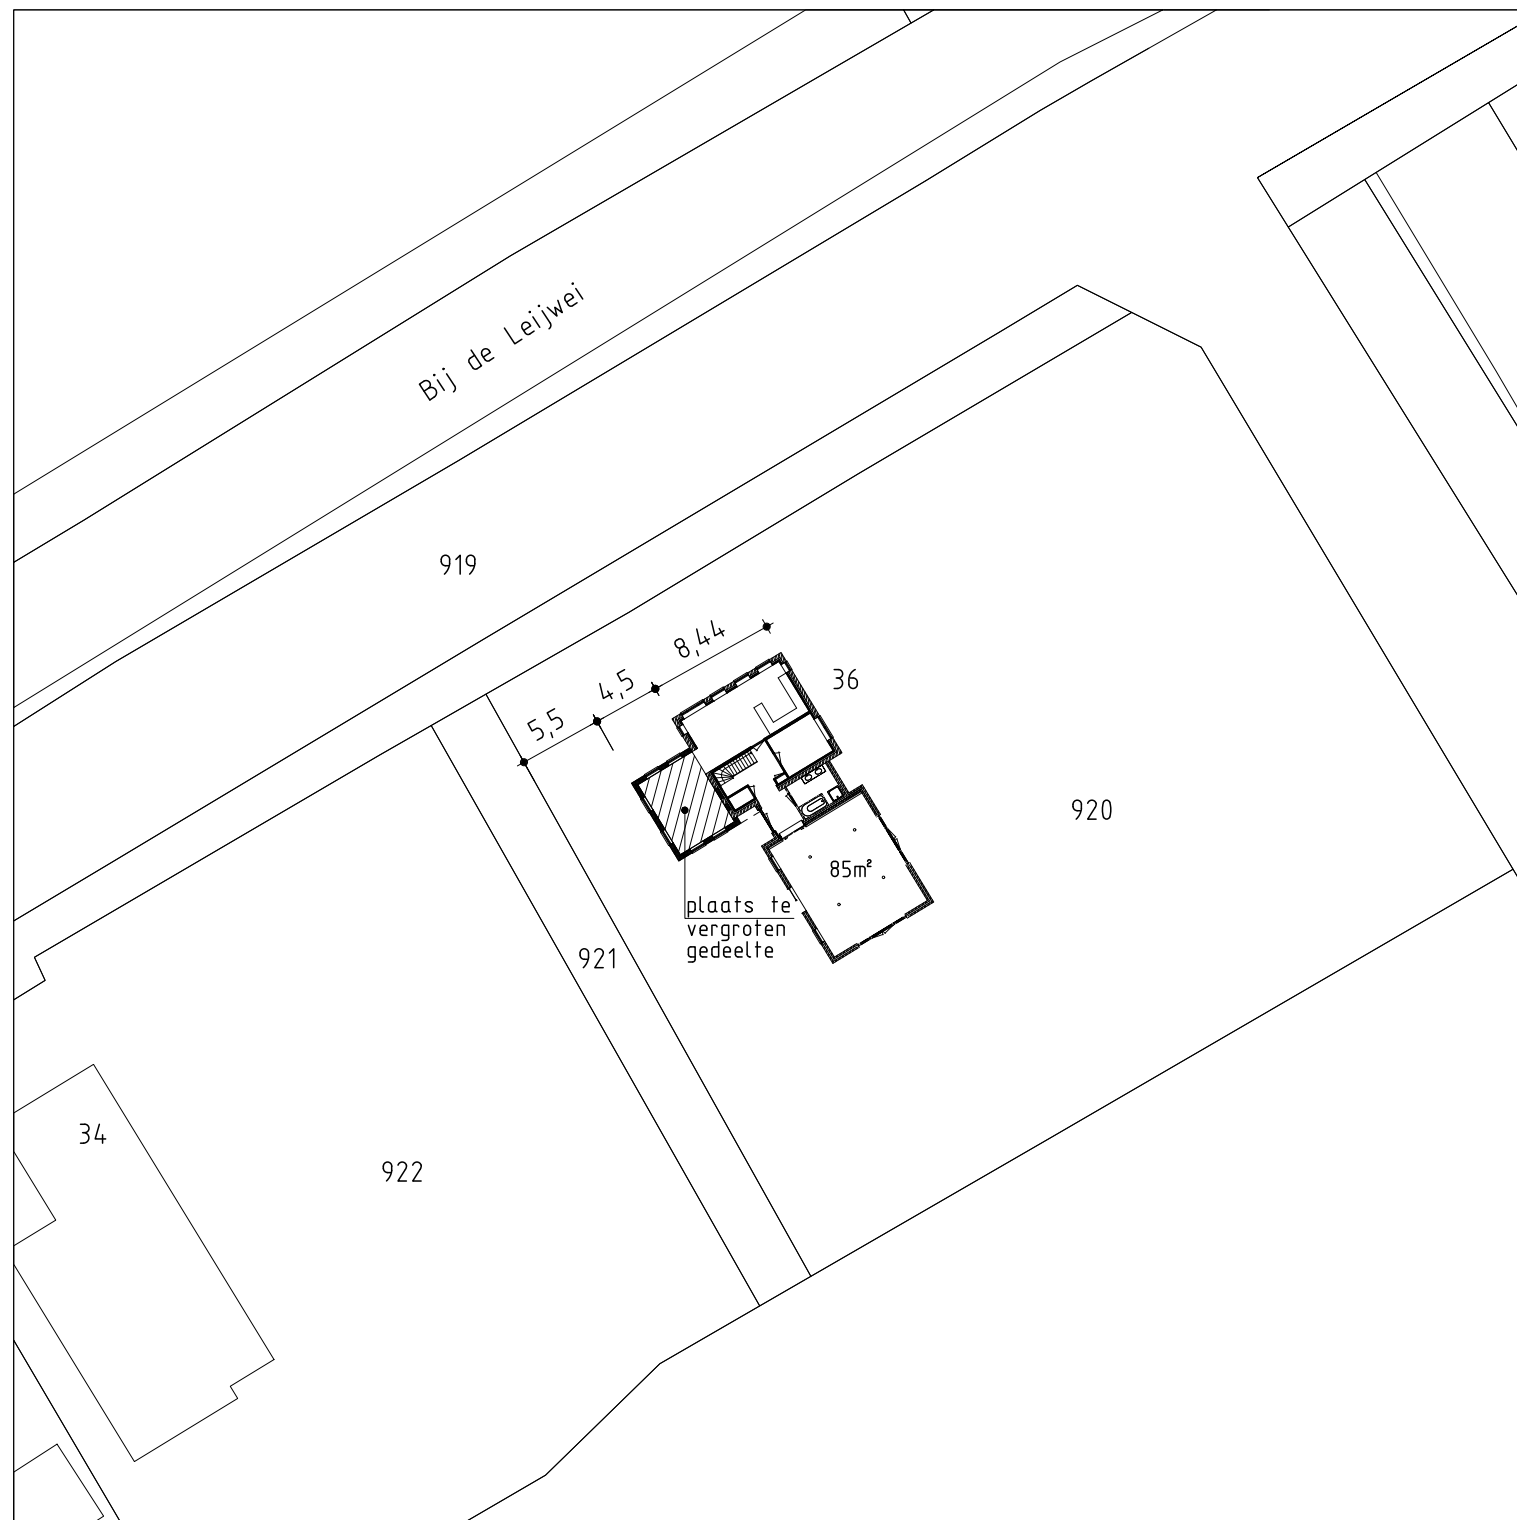 Bij de Leijwei
919
8,44
4,5
5,5
36
920
85m²
plaats te
vergroten
gedeelte
921
34
922